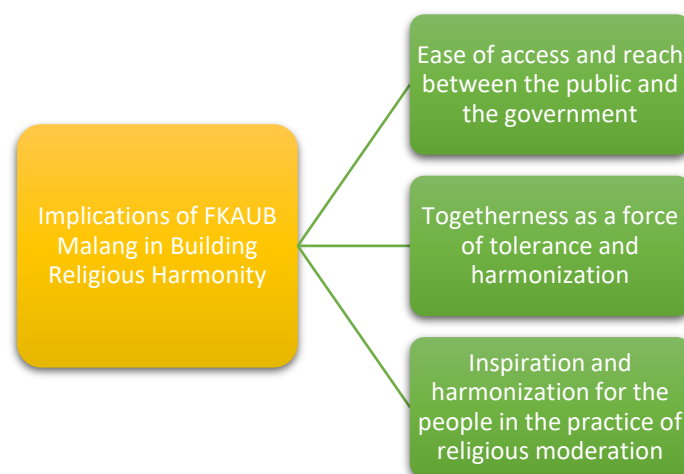 Implications of FKAUB
Malang in Building
Religious Harmonity
Ease of access and reach
between the public and
the government
Togetherness as a force
of tolerance and
harmonization
Inspiration and
harmonization for the
people in the practice of
religious moderation